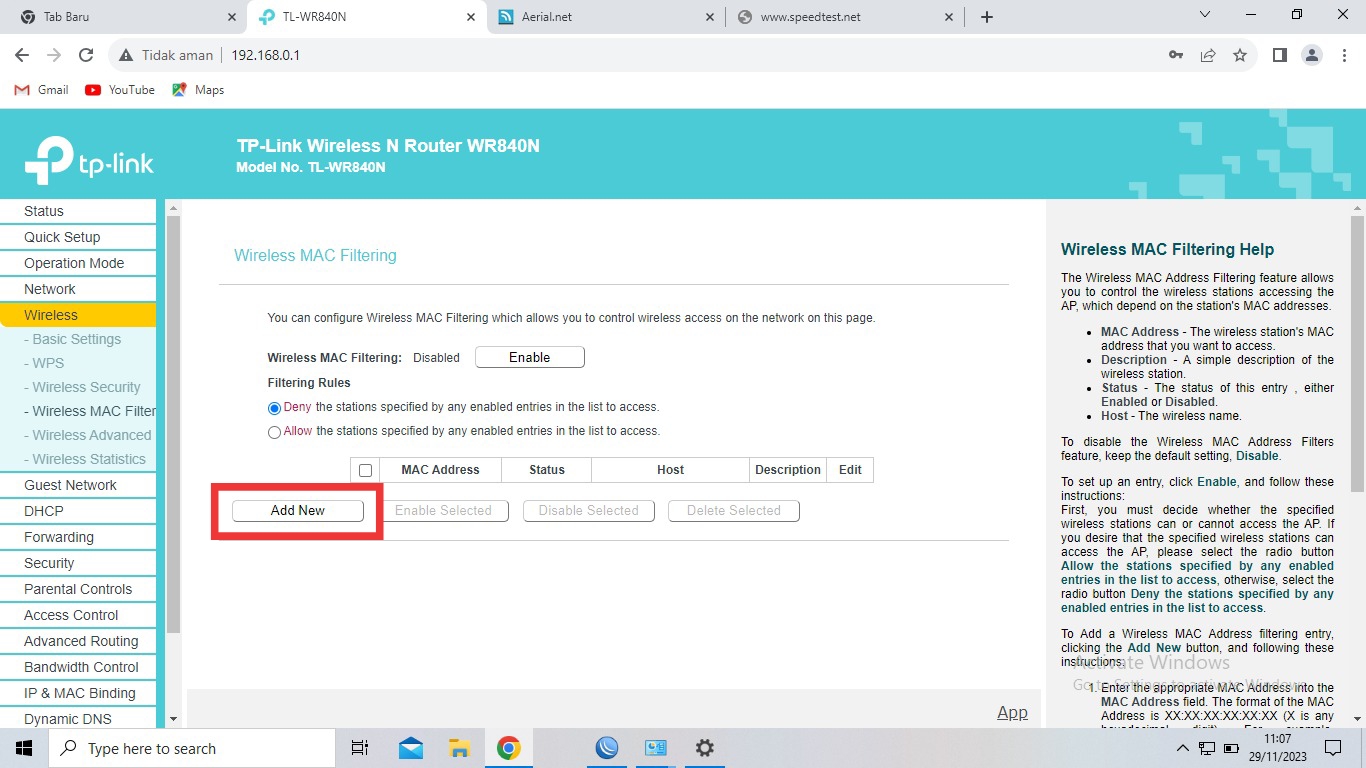 Tab Baru
TL-WR840N
Aerial.net
www.speedtest.net
Tidak aman
192.168.0.1
Gmail
YouTube
Maps
tp-link
TP-Link Wireless N Router WR840N
Model No. TL-WR840N
Status
Quick Setup
Operation Mode
Network
Wireless
- Basic Settings
- WPS
- Wireless Security
- Wireless MAC Filter
- Wireless Advanced
- Wireless Statistics
Guest Network
DHCP
Forwarding
Security
Parental Controls
Access Control
Advanced Routing
Bandwidth Control
IP & MAC Binding
Dynamic DNS
Wireless MAC Filtering
You can configure Wireless MAC Filtering which allows you to control wireless access on the network on this page.
Wireless MAC Filtering: Disabled Enable
Filtering Rules
Deny the stations specified by any enabled entries in the list to access.
Allow the stations specified by any enabled entries in the list to access.
MAC Address Status Host Description Edit
Add New Enable Selected Disable Selected Delete Selected
App
Wireless MAC Filtering Help
The Wireless MAC Address Filtering feature allows
you to control the wireless stations accessing the
AP, which depend on the station's MAC addresses.
• MAC Address - The wireless station's MAC
address that you want to access.
• Description - A simple description of the
wireless station.
• Status - The status of this entry , either
Enabled or Disabled.
• Host - The wireless name.
To disable the Wireless MAC Address Filters
feature, keep the default setting, Disable.
To set up an entry, click Enable, and follow these
instructions:
First, you must decide whether the specified
wireless stations can or cannot access the AP. If
you desire that the specified wireless stations can
access the AP, please select the radio button
Allow the stations specified by any enabled
entries in the list to access, otherwise, select the
radio button Deny the stations specified by any
enabled entries in the list to access.
To Add a Wireless MAC Address filtering entry,
clicking the Add New button, and following these
instructions:
1. Enter the appropriate MAC Address into the
MAC Address field. The format of the MAC
Address is XX:XX:XX:XX:XX:XX (X is any
Activate Windows
Go to Settings to activate Windows.
Type here to search
11:07
29/11/2023